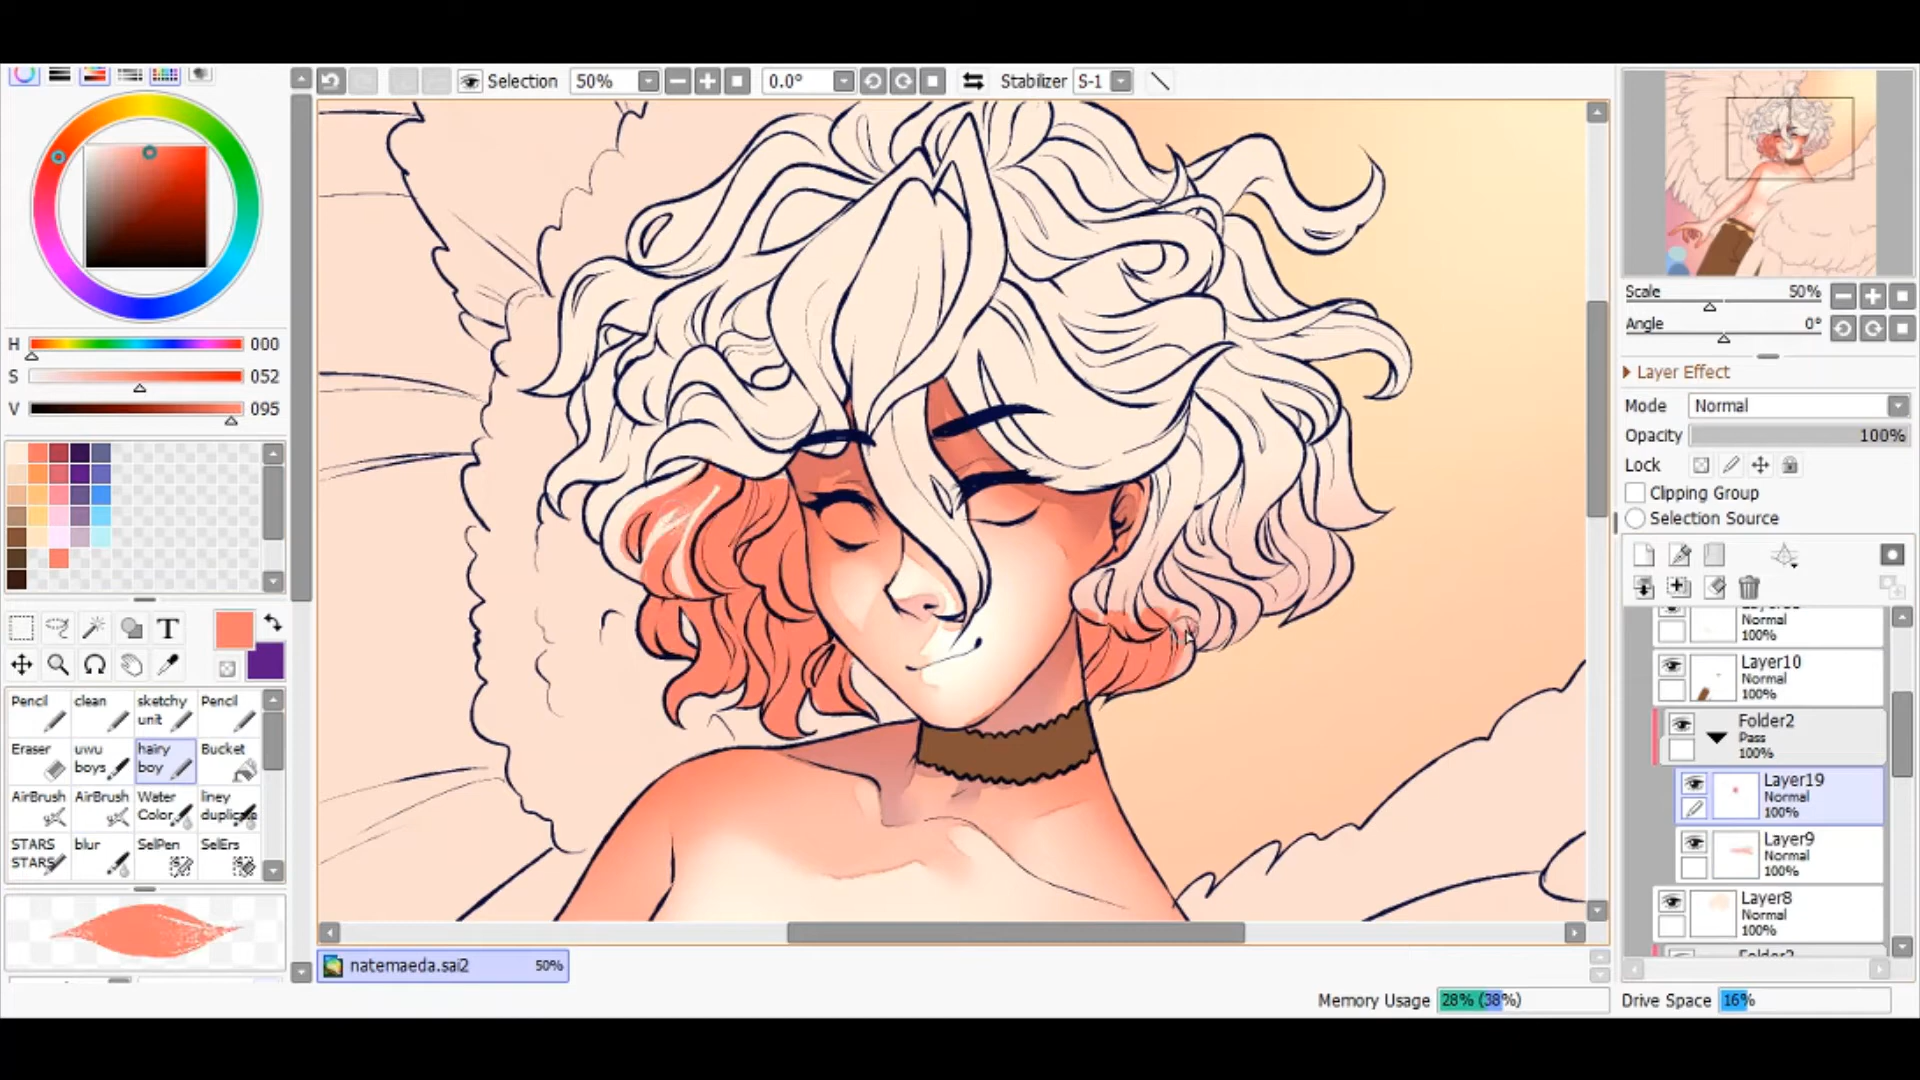 Selection 50% 0.0° Stabilizer S-1
H 000
S 052
V 095
T
Pencil clean sketchy unit Pencil
Eraser uwu boys hairy boy Bucket
AirBrush AirBrush Water Color liney duplicate
STARS STARS blur SelPen SelErs
natemaeda.sai2 50%
Memory Usage 28% (38%) Drive Space 16%
Scale 50%
Angle 0°
Layer Effect
Mode Normal
Opacity 100%
Lock
Clipping Group
Selection Source
Normal
100%
Layer10
Normal
100%
Folder2
Pass
100%
Layer19
Normal
100%
Layer9
Normal
100%
Layer8
Normal
100%